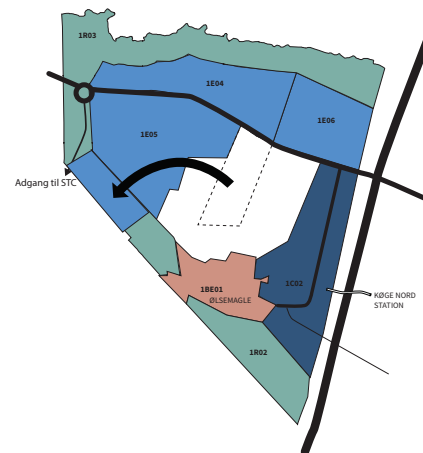 1R03
1E04
1E06
1E05
Adgang til STC
1BE01
ØLSEMAGLE
1C02
KØGE NORD
STATION
1R02